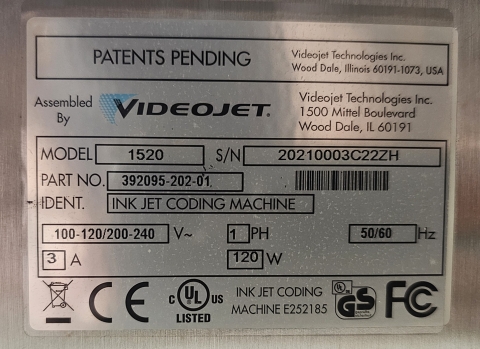 PATENTS PENDING
Videojet Technologies Inc.
Wood Dale, Illinois 60191-1073, USA
Assembled By
VIDEOJET.
Videojet Technologies Inc.
1500 Mittel Boulevard
Wood Dale, IL 60191
MODEL 1520 S/N 20210003C22ZH
PART NO. 392095-202-01
IDENT. INK JET CODING MACHINE
100-120/200-240 V~ 1 PH 50/60 Hz
3 A 120 W
CE
c UL US
LISTED
INK JET CODING
MACHINE E252185
UL
GS
FC